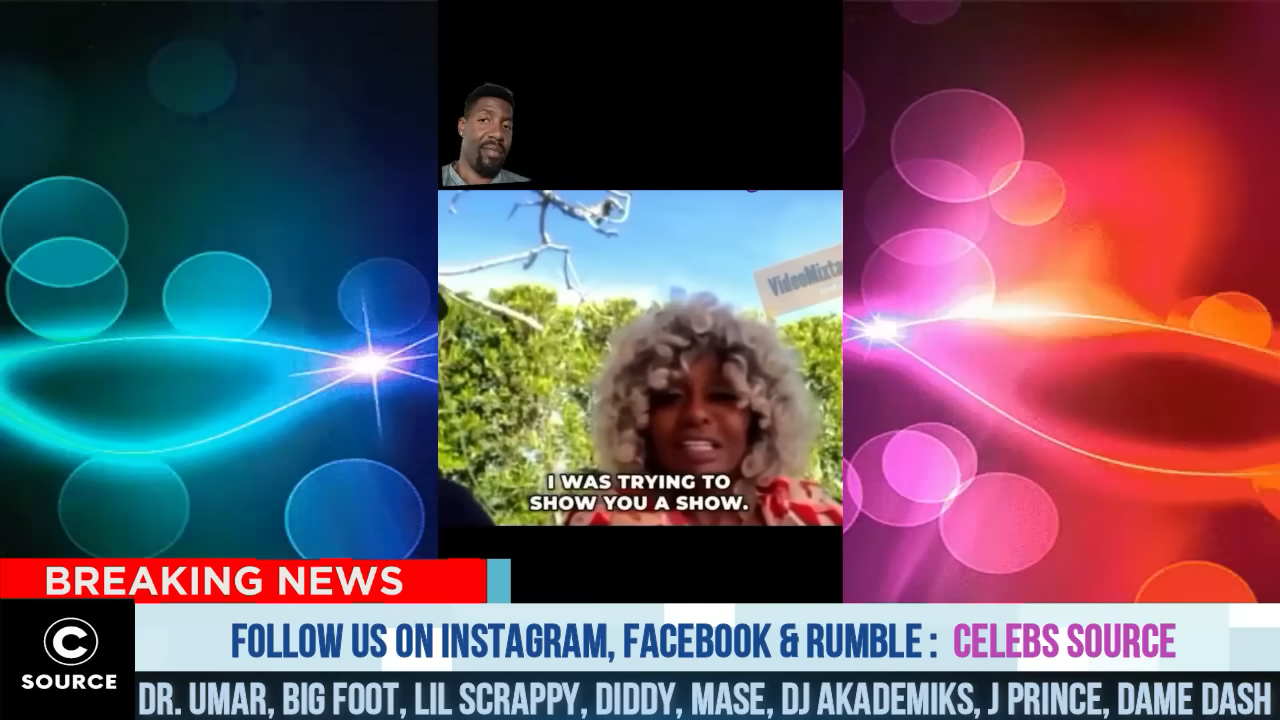 VideoMixta
I WAS TRYING TO
SHOW YOU A SHOW.
BREAKING NEWS
C
SOURCE
FOLLOW US ON INSTAGRAM, FACEBOOK & RUMBLE : CELEBS SOURCE
DR. UMAR, BIG FOOT, LIL SCRAPPY, DIDDY, MASE, DJ AKADEMIKS, J PRINCE, DAME DASH